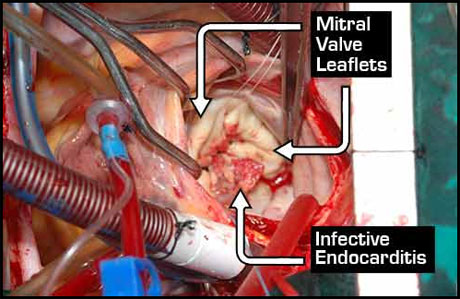 Mitral
Valve
Leaflets
Infective
Endocarditis